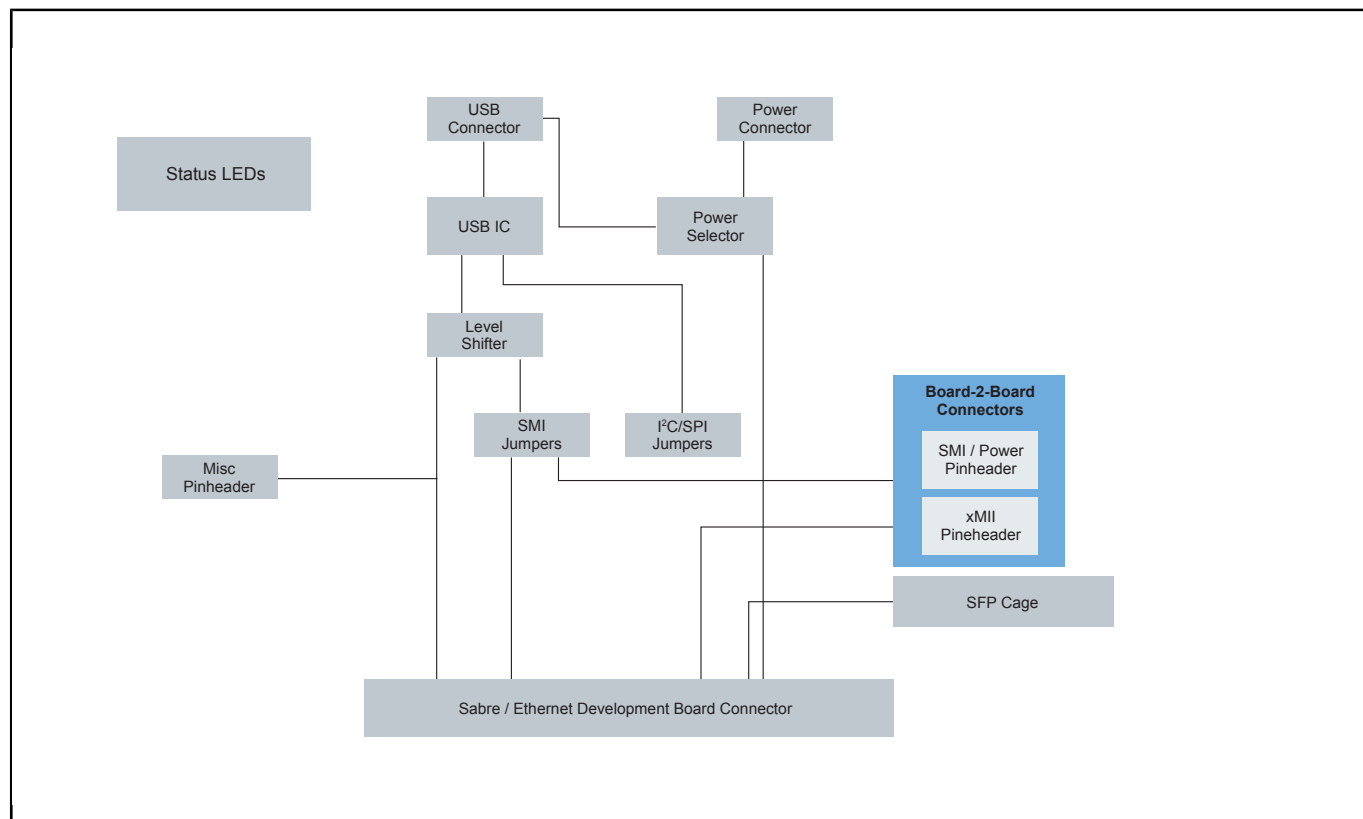 USB
Connector
Power
Connector
Status LEDs
USB IC
Power
Selector
Level
Shifter
Board-2-Board
Connectors
SMI
Jumpers
I²C/SPI
Jumpers
SMI / Power
Pinheader
Misc
Pinheader
xMII
Pineheader
SFP Cage
Sabre / Ethernet Development Board Connector